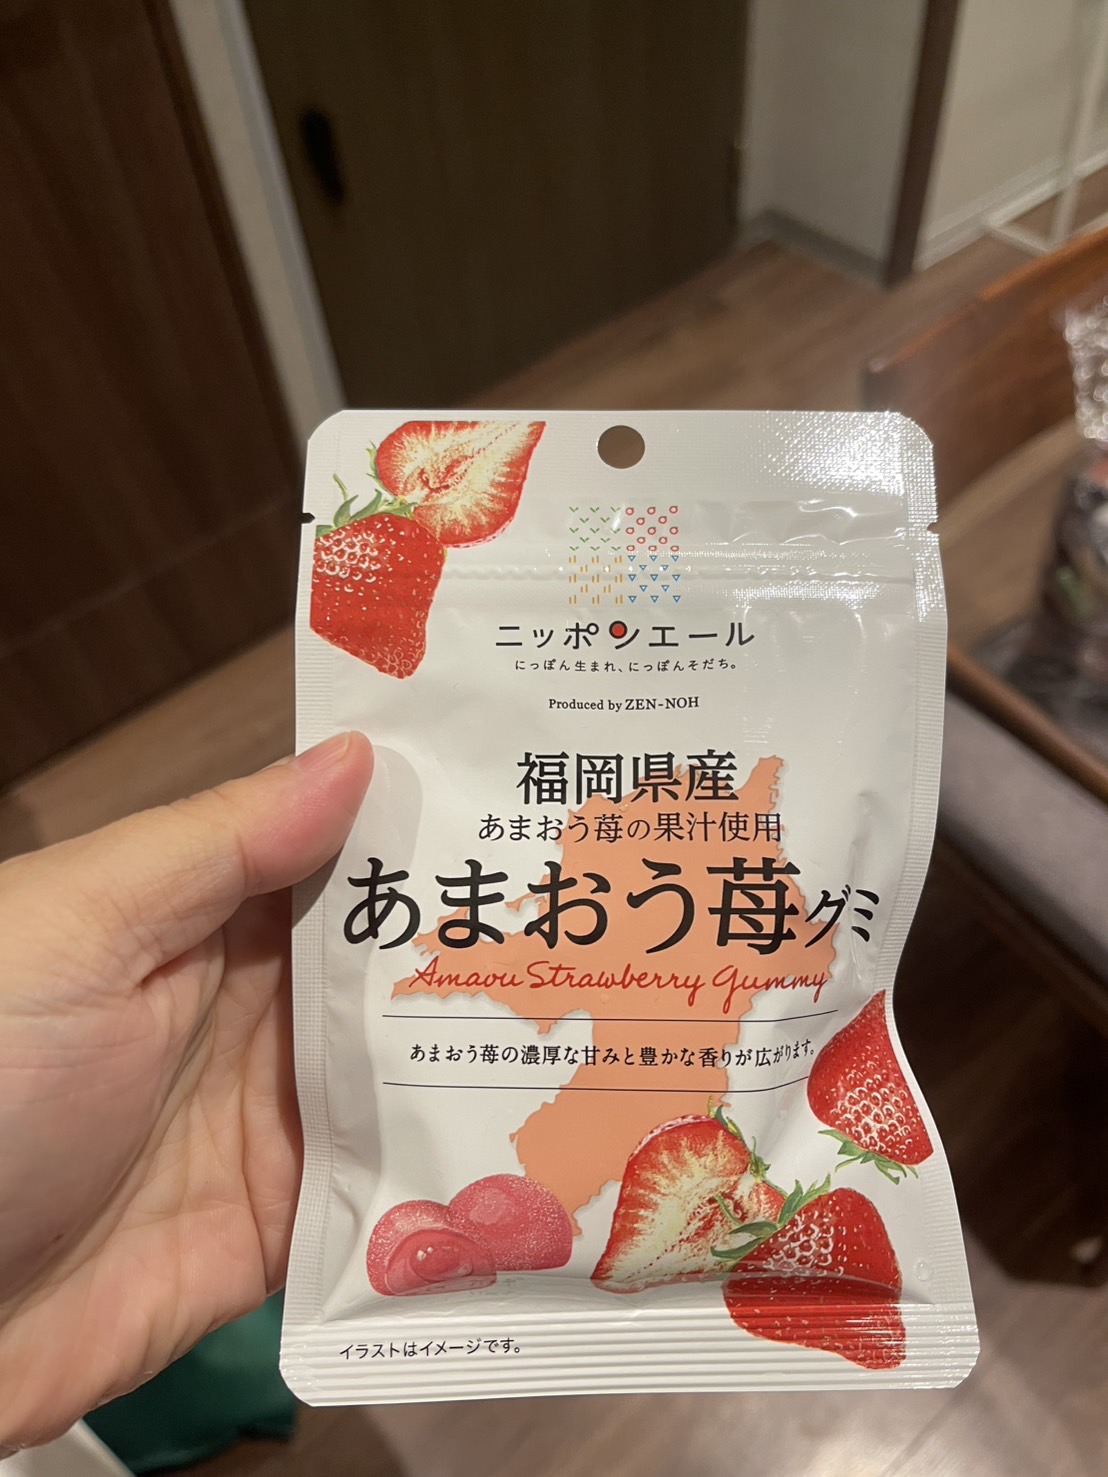 ニッポンエール
にっぽん生まれ、にっぽんそだち。
Produced by ZEN-NOH
福岡県産
あまおう苺の果汁使用
あまおう苺グミ
Amaou Strawberry Gummy
あまおう苺の濃厚な甘みと豊かな香りが広がります。
イラストはイメージです。